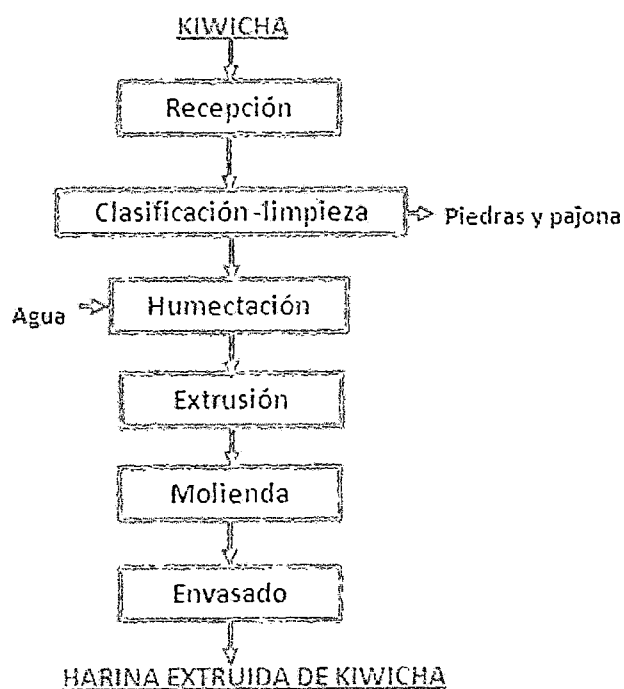 KIWICHA
Recepción
Clasificación-limpieza
Piedras y pajona
Agua
Humectación
Extrusión
Molienda
Envasado
HARINA EXTRUIDA DE KIWICHA